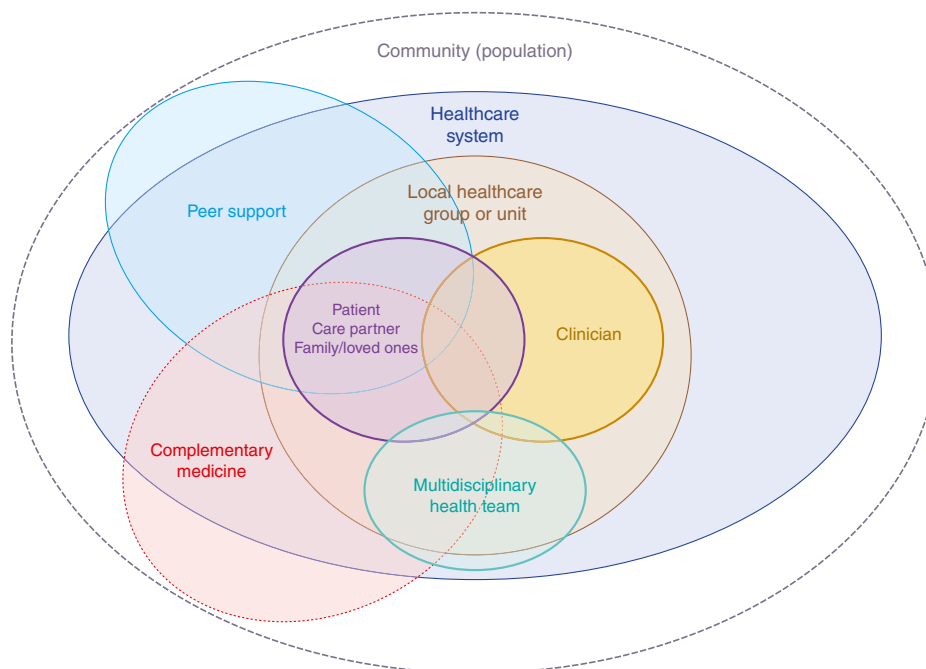 Community (population)
Healthcare
system
Local healthcare
group or unit
Peer support
Patient
Care partner
Family/loved ones
Clinician
Complementary
medicine
Multidisciplinary
health team